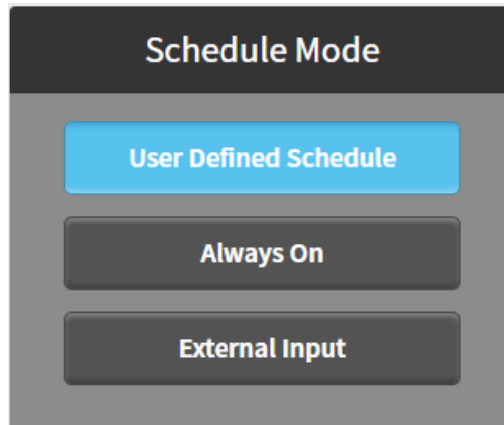 Schedule Mode
User Defined Schedule
Always On
External Input